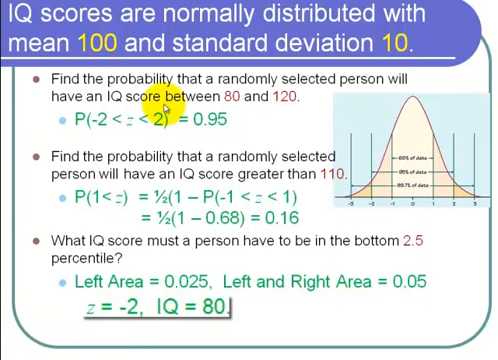 IQ scores are normally distributed with
mean 100 and standard deviation 10.
Find the probability that a randomly selected person will
have an IQ score between 80 and 120.
P(-2 < z < 2) = 0.95
Find the probability that a randomly selected
person will have an IQ score greater than 110.
P(1< z) = ½(1 – P(-1 < z < 1)
= ½(1 – 0.68) = 0.16
68% of data
95% of data
99.7% of data
-3 -2 -1 0 1 2 3
What IQ score must a person have to be in the bottom 2.5
percentile?
Left Area = 0.025, Left and Right Area = 0.05
z = -2, IQ = 80.